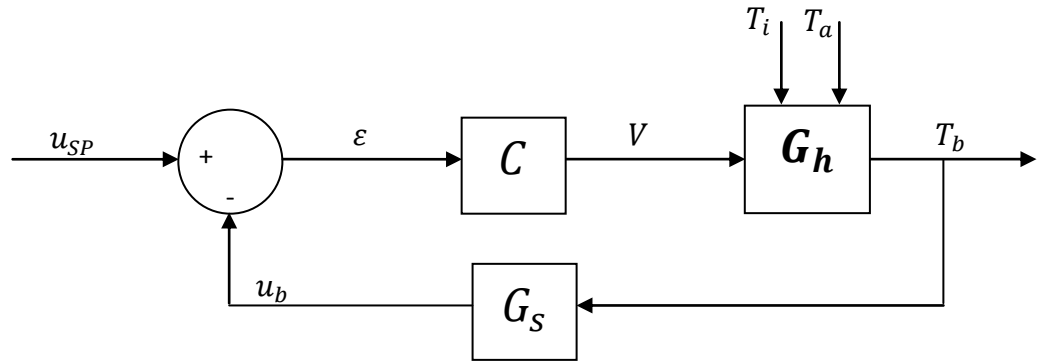 T_i T_a
u_SP
+
-
ε
C
V
G_h
T_b
u_b
G_s